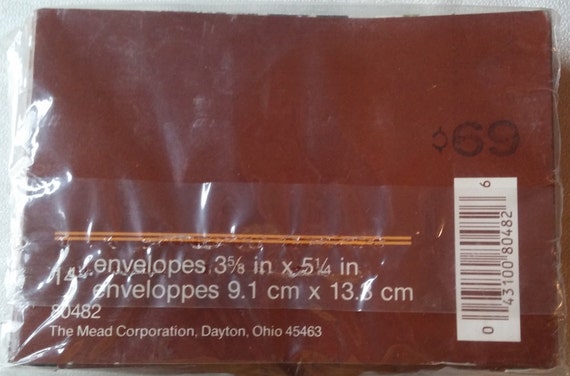 $69
14 envelopes 3⅝ in x 5¼ in
enveloppes 9.1 cm x 13.3 cm
80482
The Mead Corporation, Dayton, Ohio 45463
0 43100 80482 6